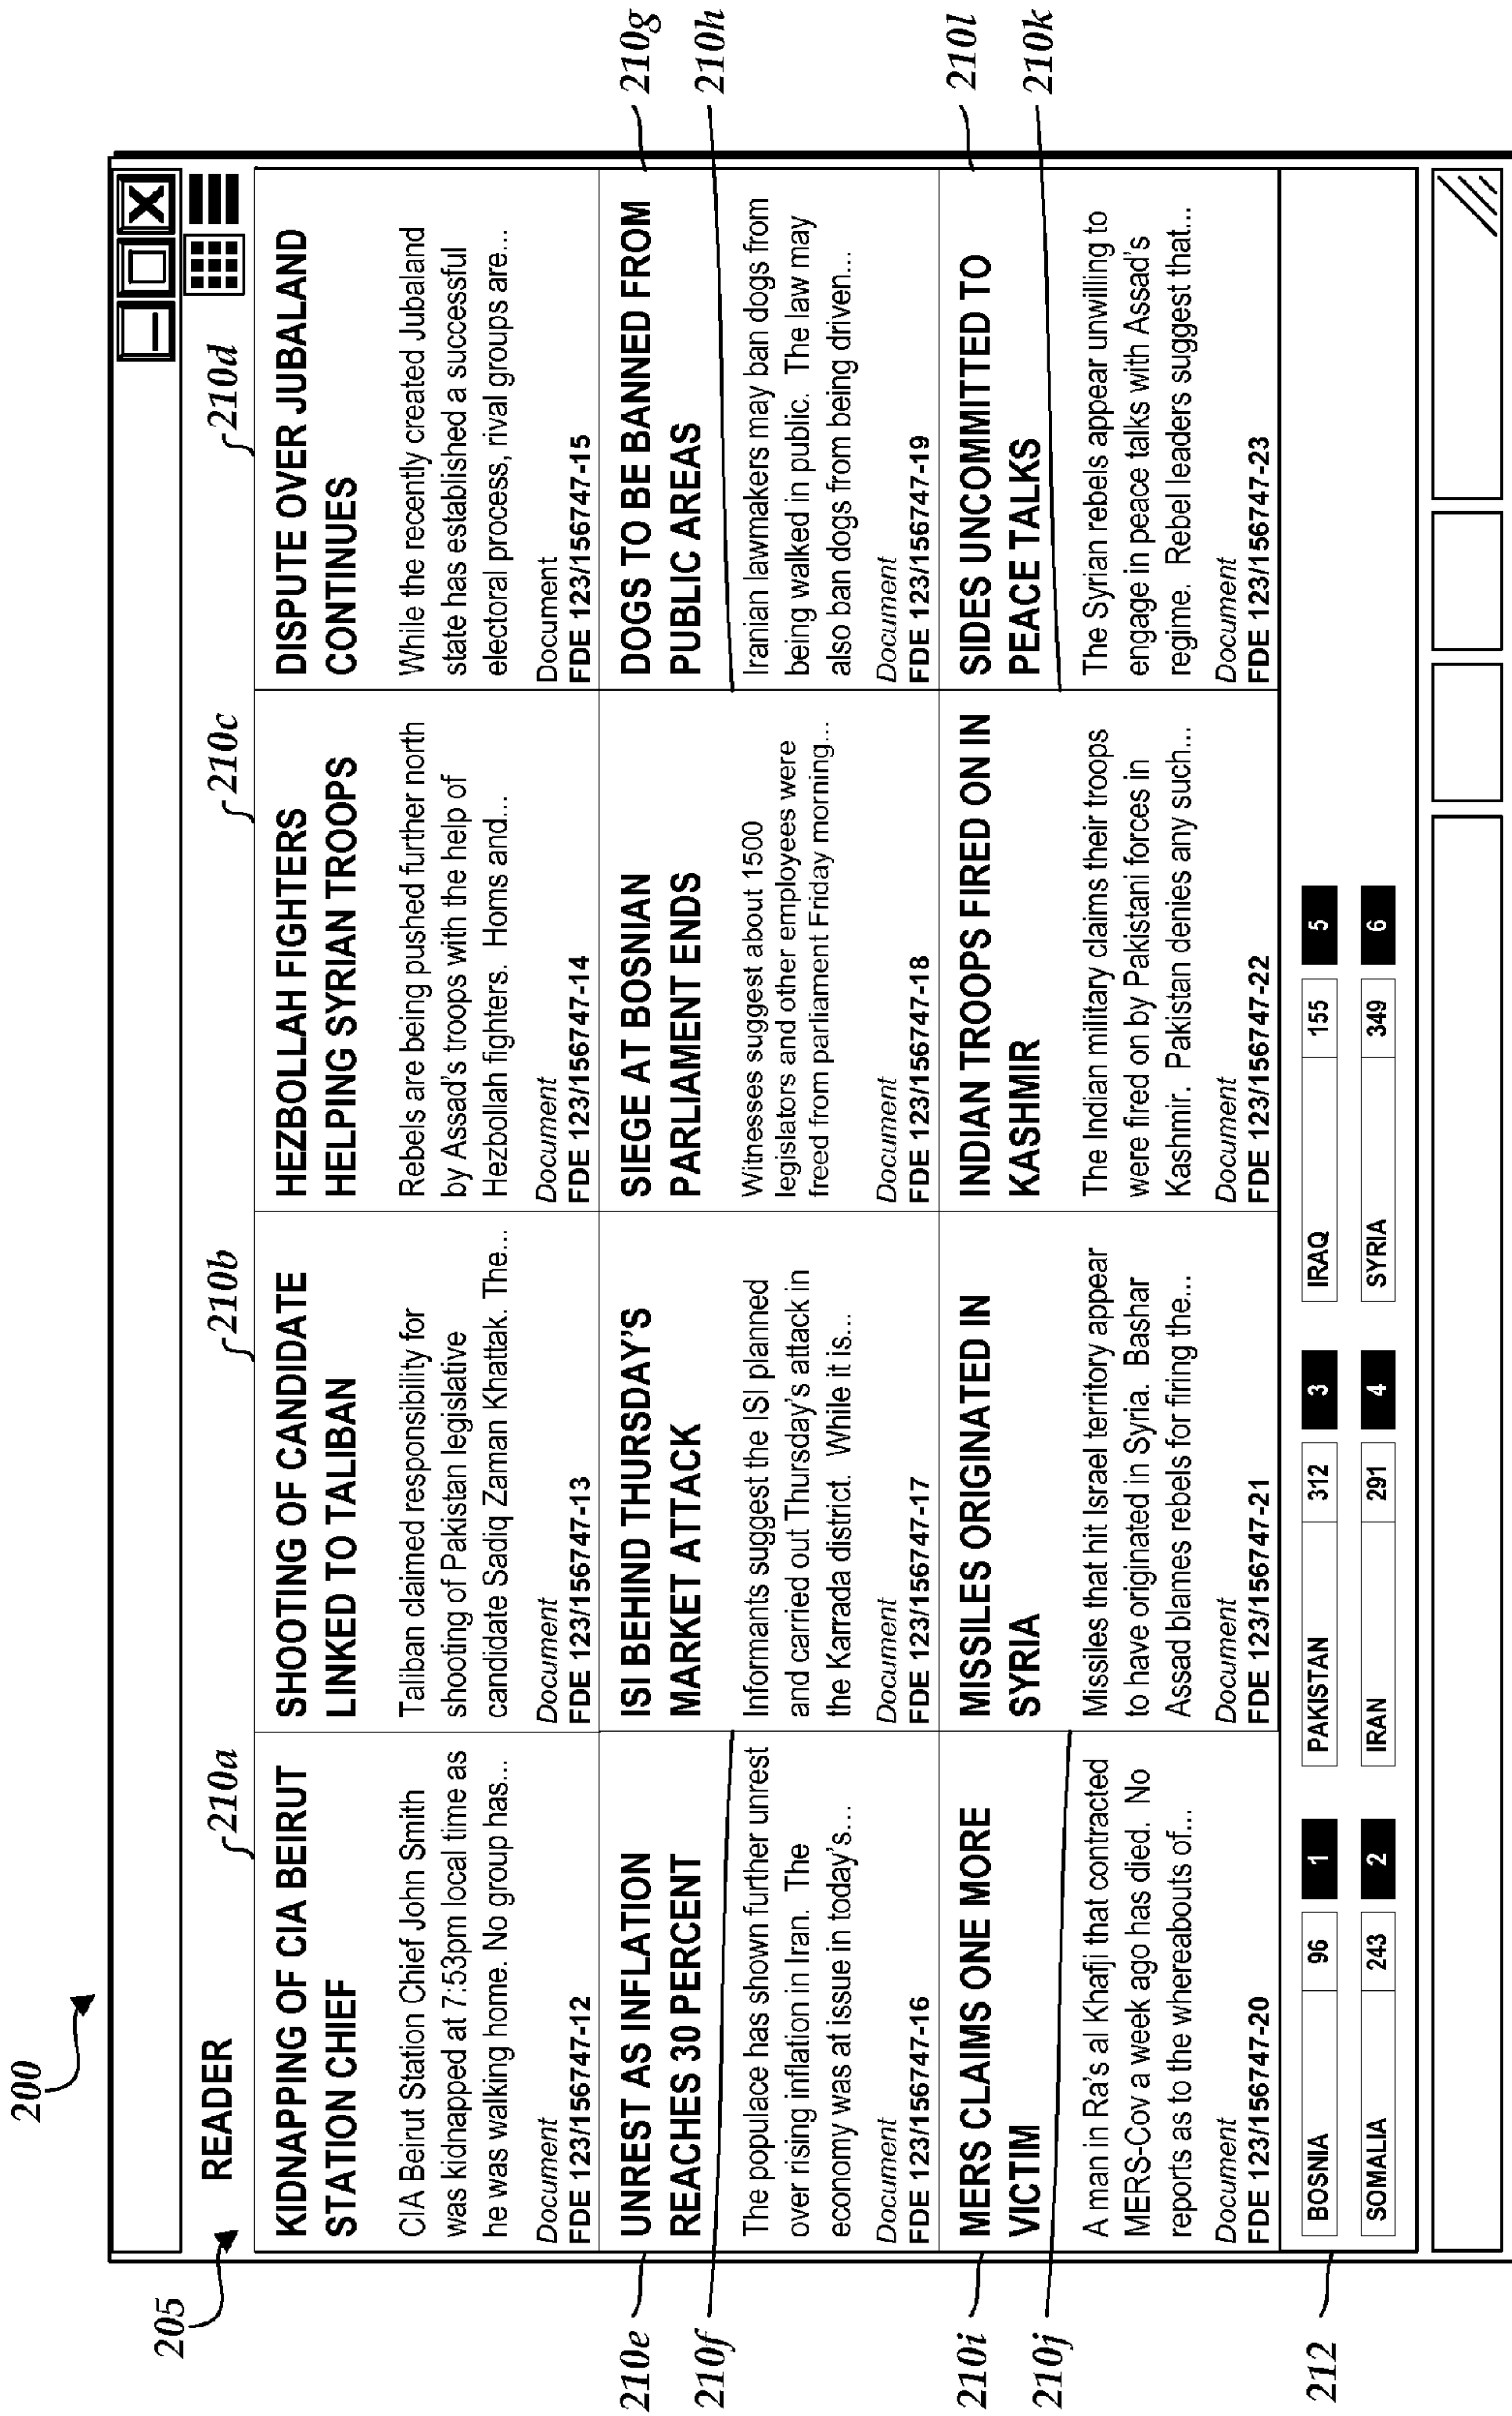 200
205
READER
210a
210b
210c
210d
KIDNAPPING OF CIA BEIRUT
STATION CHIEF
CIA Beirut Station Chief John Smith
was kidnapped at 7:53pm local time as
he was walking home. No group has...
Document
FDE 123/156747-12
SHOOTING OF CANDIDATE
LINKED TO TALIBAN
Taliban claimed responsibility for
shooting of Pakistan legislative
candidate Sadiq Zaman Khattak. The...
Document
FDE 123/156747-13
HEZBOLLAH FIGHTERS
HELPING SYRIAN TROOPS
Rebels are being pushed further north
by Assad's troops with the help of
Hezbollah fighters. Homs and...
Document
FDE 123/156747-14
DISPUTE OVER JUBALAND
CONTINUES
While the recently created Jubaland
state has established a successful
electoral process, rival groups are...
Document
FDE 123/156747-15
210e
210f
UNREST AS INFLATION
REACHES 30 PERCENT
The populace has shown further unrest
over rising inflation in Iran. The
economy was at issue in today's...
Document
FDE 123/156747-16
ISI BEHIND THURSDAY'S
MARKET ATTACK
Informants suggest the ISI planned
and carried out Thursday's attack in
the Karrada district. While it is...
Document
FDE 123/156747-17
SIEGE AT BOSNIAN
PARLIAMENT ENDS
Witnesses suggest about 1500
legislators and other employees were
freed from parliament Friday morning...
Document
FDE 123/156747-18
DOGS TO BE BANNED FROM
PUBLIC AREAS
Iranian lawmakers may ban dogs from
being walked in public. The law may
also ban dogs from being driven...
Document
FDE 123/156747-19
210g
210h
210i
210j
MERS CLAIMS ONE MORE
VICTIM
A man in Ra's al Khafji that contracted
MERS-Cov a week ago has died. No
reports as to the whereabouts of...
Document
FDE 123/156747-20
MISSILES ORIGINATED IN
SYRIA
Missiles that hit Israel territory appear
to have originated in Syria. Bashar
Assad blames rebels for firing the...
Document
FDE 123/156747-21
INDIAN TROOPS FIRED ON IN
KASHMIR
The Indian military claims their troops
were fired on by Pakistani forces in
Kashmir. Pakistan denies any such...
Document
FDE 123/156747-22
SIDES UNCOMMITTED TO
PEACE TALKS
The Syrian rebels appear unwilling to
engage in peace talks with Assad's
regime. Rebel leaders suggest that...
Document
FDE 123/156747-23
210l
210k
212
BOSNIA 96 1 PAKISTAN 312 3 IRAQ 155 5
SOMALIA 243 2 IRAN 291 4 SYRIA 349 6